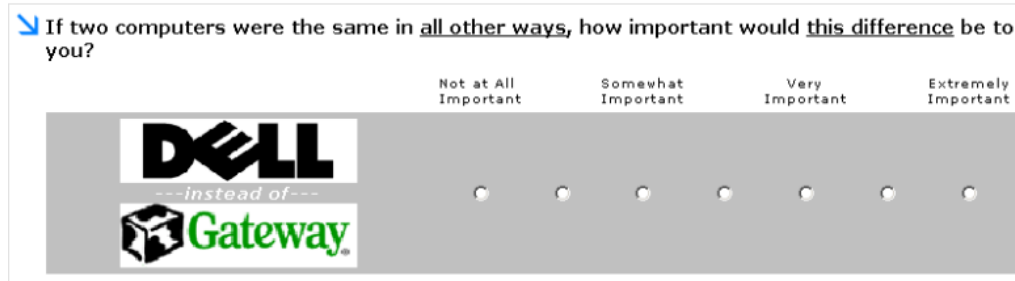 If two computers were the same in all other ways, how important would this difference be to
you?
Not at All Somewhat Very Extremely
Important Important Important Important
DELL
---instead of---
Gateway